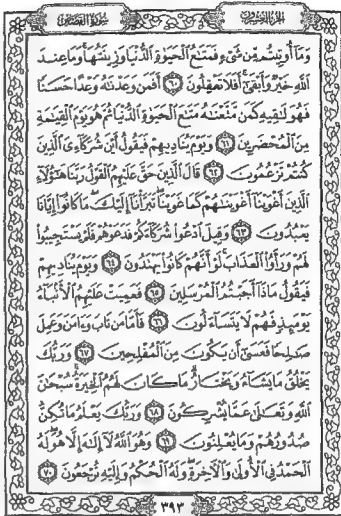 الجزء العشرون
سورة القصص
وَمَا أُوتِيتُم مِّن شَىْءٍ فَمَتَٰعُ ٱلْحَيَوٰةِ ٱلدُّنْيَا وَزِينَتُهَا وَمَا عِندَ
ٱللَّهِ خَيْرٌ وَأَبْقَىٰٓ أَفَلَا تَعْقِلُونَ ٦٠ أَفَمَن وَعَدْنَٰهُ وَعْدًا حَسَنًا
فَهُوَ لَٰقِيهِ كَمَن مَّتَّعْنَٰهُ مَتَٰعَ ٱلْحَيَوٰةِ ٱلدُّنْيَا ثُمَّ هُوَ يَوْمَ ٱلْقِيَٰمَةِ
مِنَ ٱلْمُحْضَرِينَ ٦١ وَيَوْمَ يُنَادِيهِمْ فَيَقُولُ أَيْنَ شُرَكَآءِىَ ٱلَّذِينَ
كُنتُمْ تَزْعُمُونَ ٦٢ قَالَ ٱلَّذِينَ حَقَّ عَلَيْهِمُ ٱلْقَوْلُ رَبَّنَا هَٰٓؤُلَآءِ
ٱلَّذِينَ أَغْوَيْنَآ أَغْوَيْنَٰهُمْ كَمَا غَوَيْنَا تَبَرَّأْنَآ إِلَيْكَ مَا كَانُوٓا۟ إِيَّانَا
يَعْبُدُونَ ٦٣ وَقِيلَ ٱدْعُوا۟ شُرَكَآءَكُمْ فَدَعَوْهُمْ فَلَمْ يَسْتَجِيبُوا۟
لَهُمْ وَرَأَوُا۟ ٱلْعَذَابَ لَوْ أَنَّهُمْ كَانُوا۟ يَهْتَدُونَ ٦٤ وَيَوْمَ يُنَادِيهِمْ
فَيَقُولُ مَاذَآ أَجَبْتُمُ ٱلْمُرْسَلِينَ ٦٥ فَعَمِيَتْ عَلَيْهِمُ ٱلْأَنۢبَآءُ
يَوْمَئِذٍ فَهُمْ لَا يَتَسَآءَلُونَ ٦٦ فَأَمَّا مَن تَابَ وَءَامَنَ وَعَمِلَ
صَٰلِحًا فَعَسَىٰٓ أَن يَكُونَ مِنَ ٱلْمُفْلِحِينَ ٦٧ وَرَبُّكَ
يَخْلُقُ مَا يَشَآءُ وَيَخْتَارُ مَا كَانَ لَهُمُ ٱلْخِيَرَةُ سُبْحَٰنَ
ٱللَّهِ وَتَعَٰلَىٰ عَمَّا يُشْرِكُونَ ٦٨ وَرَبُّكَ يَعْلَمُ مَا تُكِنُّ
صُدُورُهُمْ وَمَا يُعْلِنُونَ ٦٩ وَهُوَ ٱللَّهُ لَآ إِلَٰهَ إِلَّا هُوَ لَهُ
ٱلْحَمْدُ فِى ٱلْأُولَىٰ وَٱلْءَاخِرَةِ وَلَهُ ٱلْحُكْمُ وَإِلَيْهِ تُرْجَعُونَ ٧٠
٣٩٣